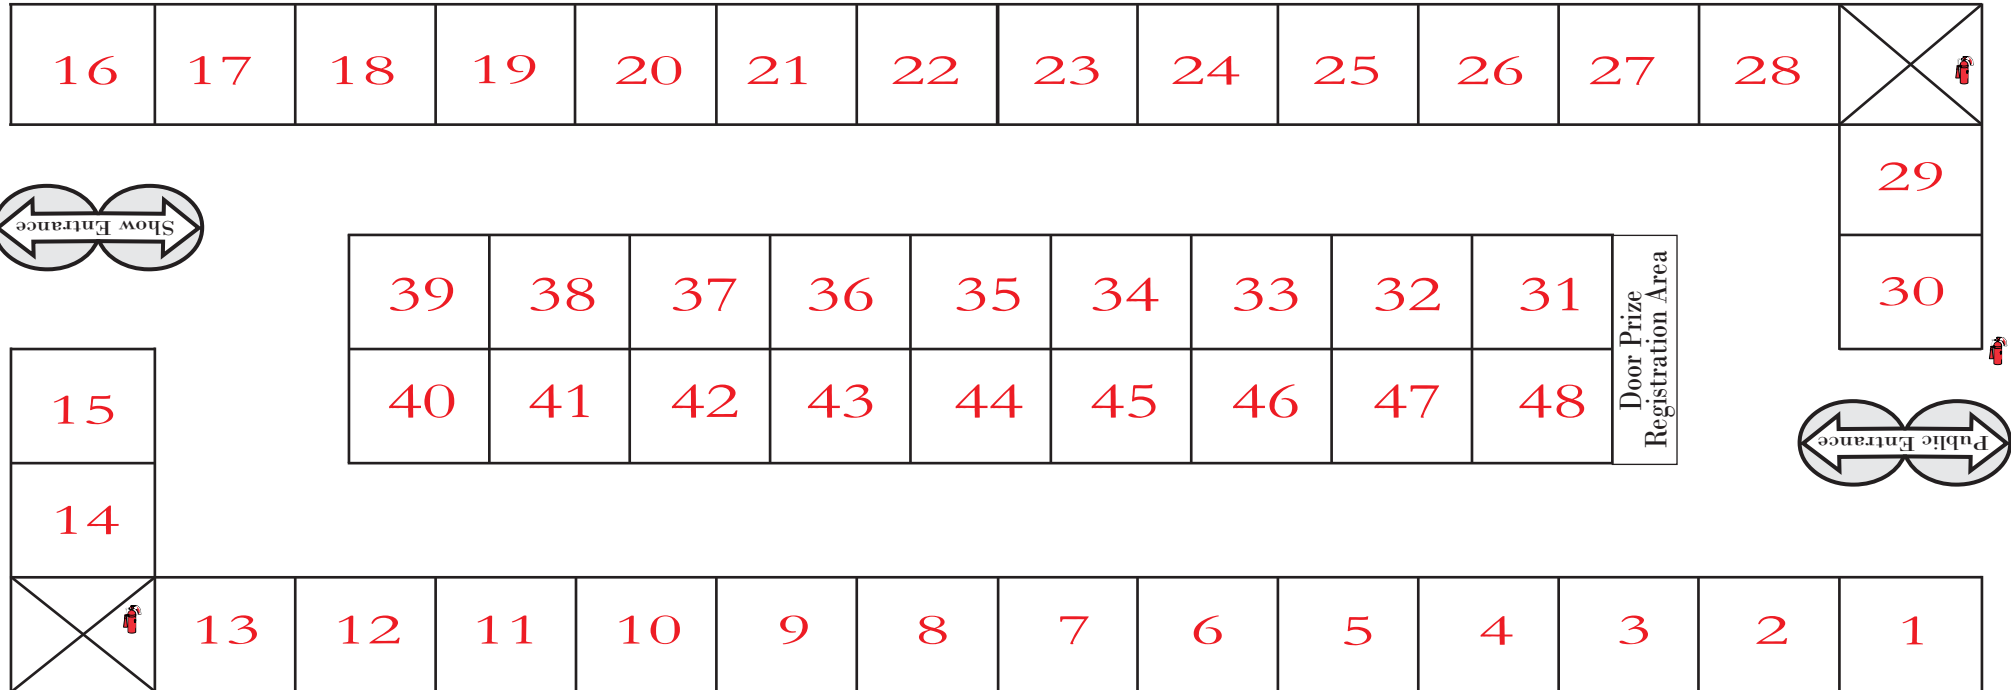 16 17 18 19 20 21 22 23 24 25 26 27 28
29
Show Entrance
39 38 37 36 35 34 33 32 31
30
Door Prize
Registration Area
15
40 41 42 43 44 45 46 47 48
Public Entrance
14
13 12 11 10 9 8 7 6 5 4 3 2 1